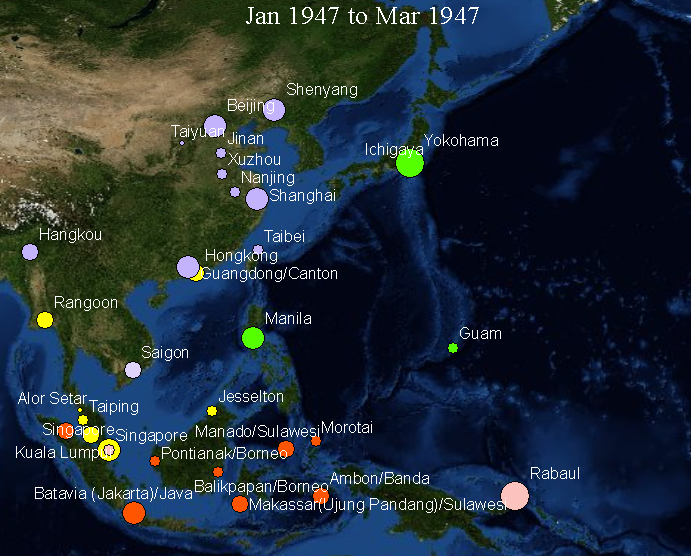 Jan 1947 to Mar 1947
Shenyang
Beijing
Taiyuan
Jinan
Yokohama
Ichigaya
Xuzhou
Nanjing
Shanghai
Hangkou
Taibei
Hongkong
Guangdong/Canton
Rangoon
Manila
Guam
Saigon
Alor Setar
Jesselton
Taiping
Singapore
Manado/Sulawesi
Morotai
Singapore
Kuala Lump
Pontianak/Borneo
Rabaul
Ambon/Banda
Balikpapan/Borneo
Batavia (Jakarta)/Java
Makassar(Ujung Pandang)/Sulawesi